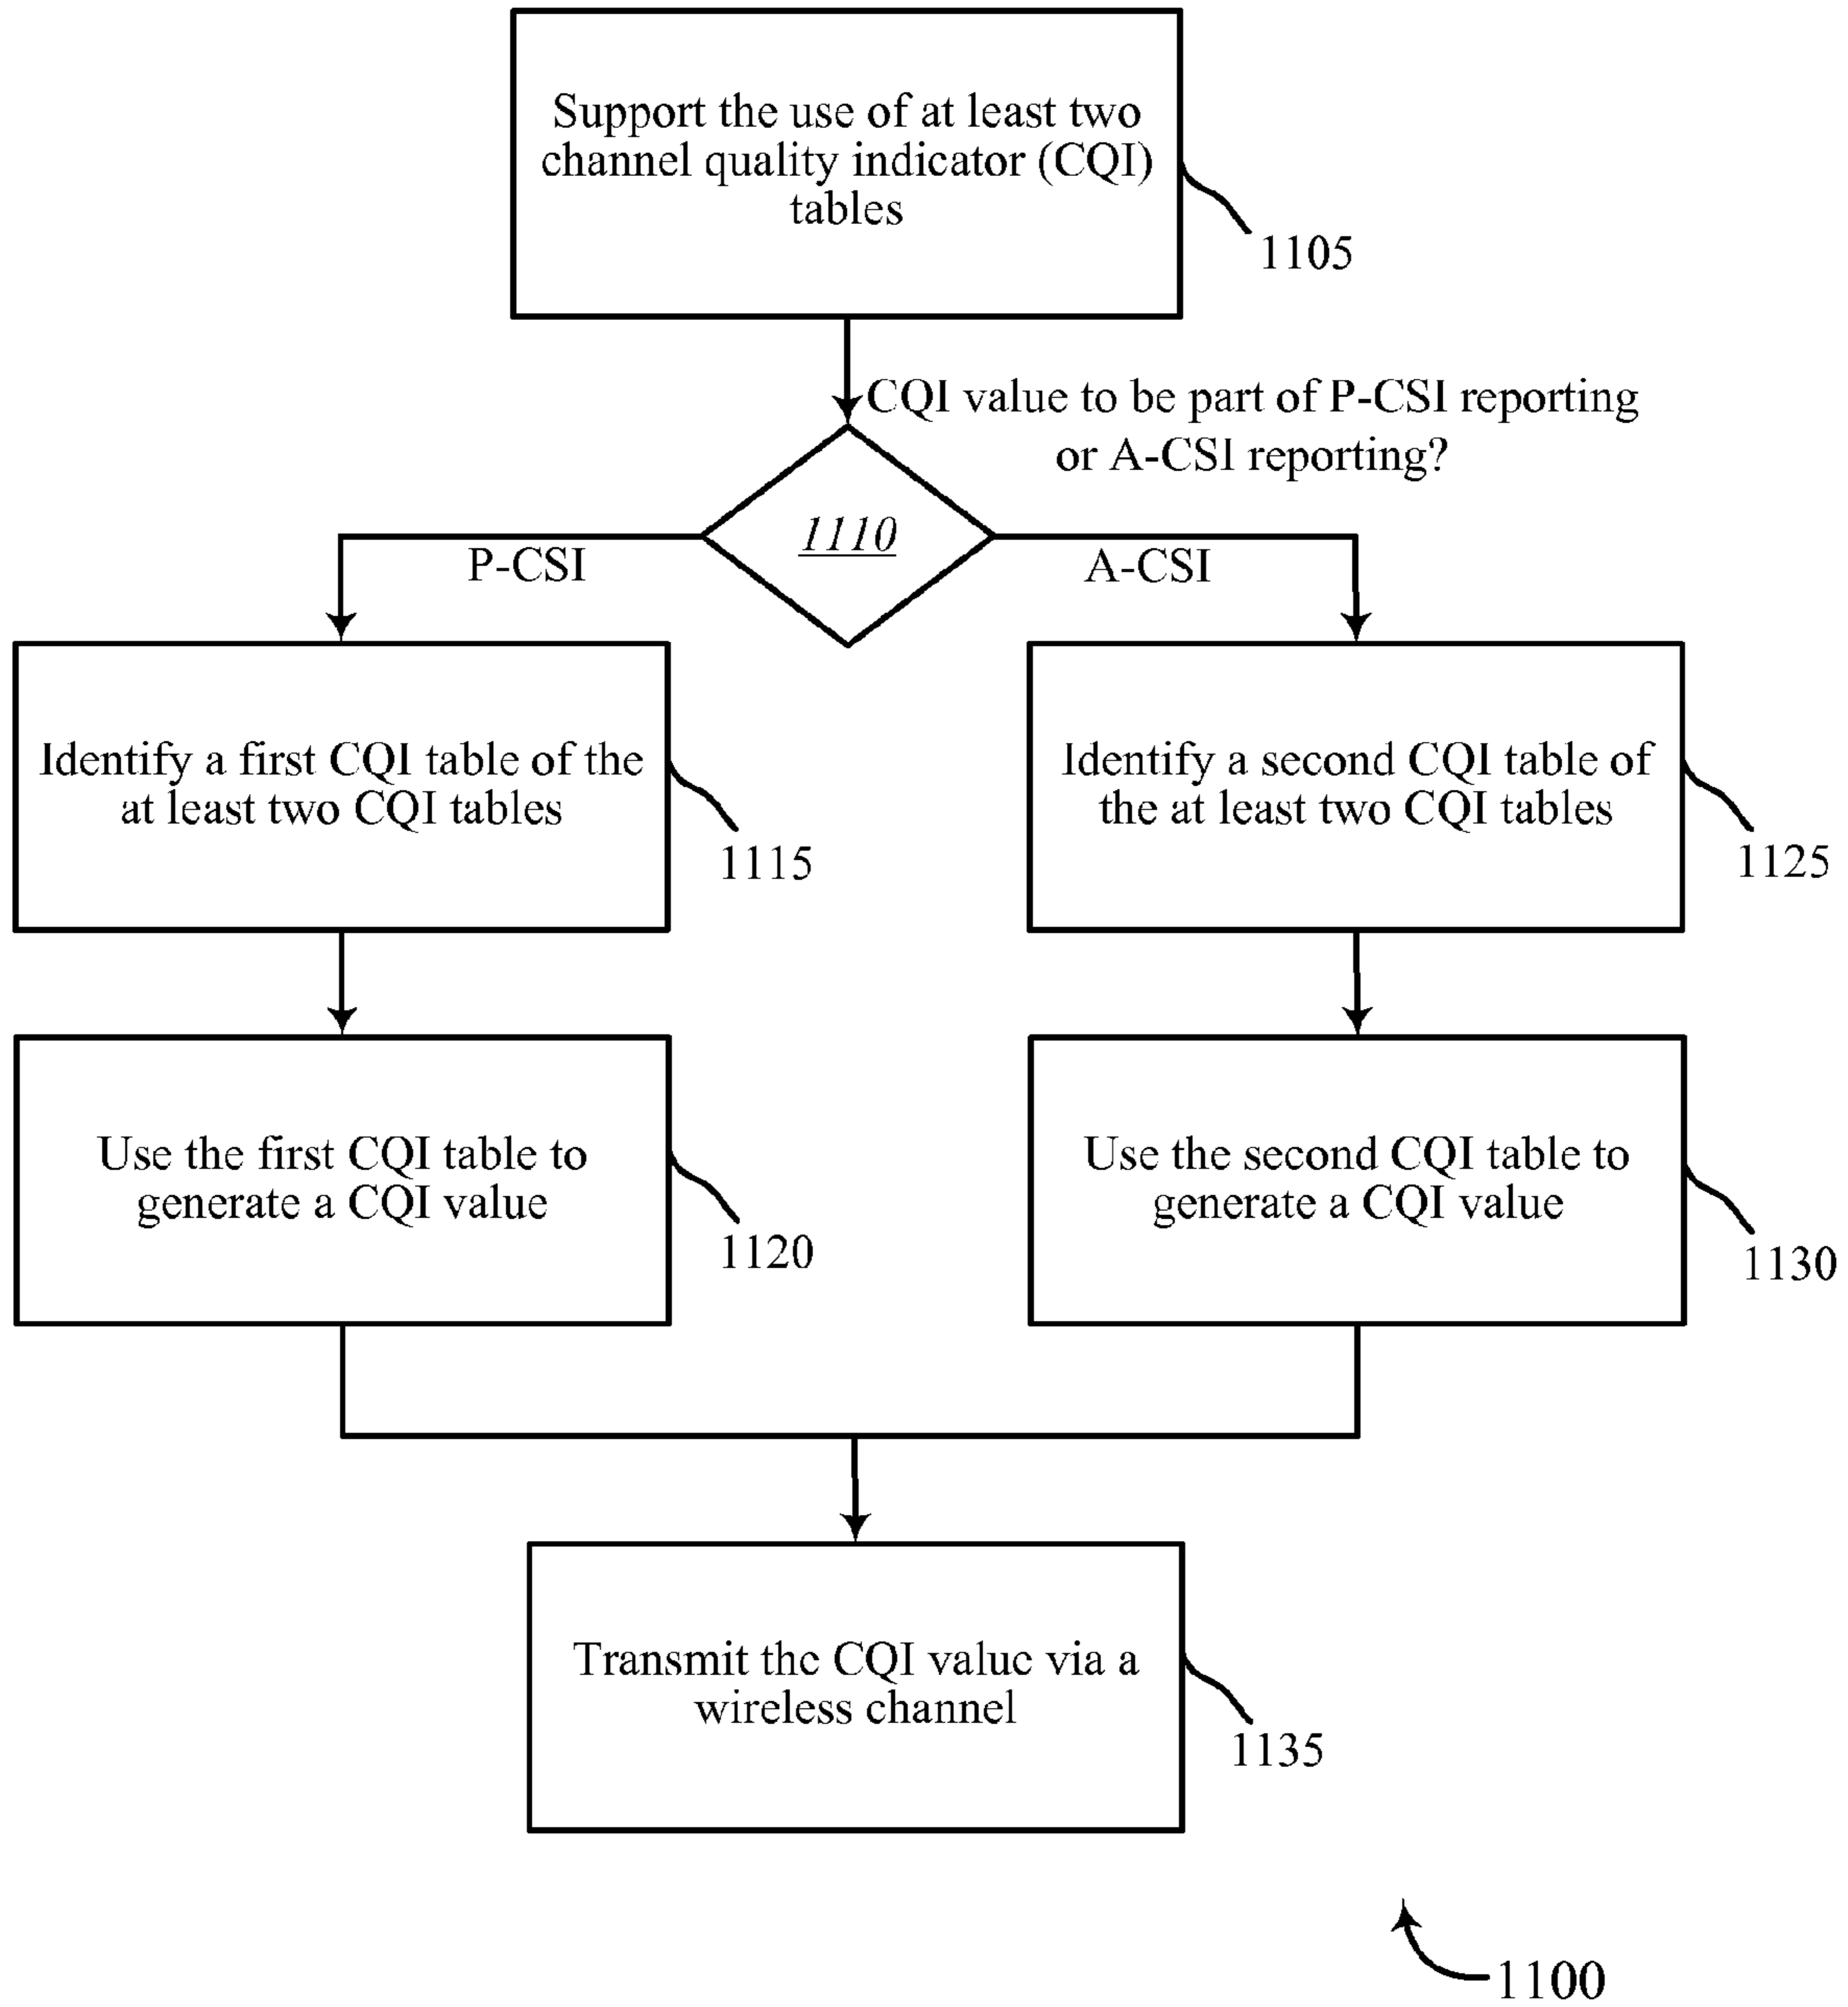 Support the use of at least two
channel quality indicator (CQI)
tables
1105
CQI value to be part of P-CSI reporting
or A-CSI reporting?
1110
P-CSI
A-CSI
Identify a first CQI table of the
at least two CQI tables
1115
Identify a second CQI table of
the at least two CQI tables
1125
Use the first CQI table to
generate a CQI value
1120
Use the second CQI table to
generate a CQI value
1130
Transmit the CQI value via a
wireless channel
1135
1100